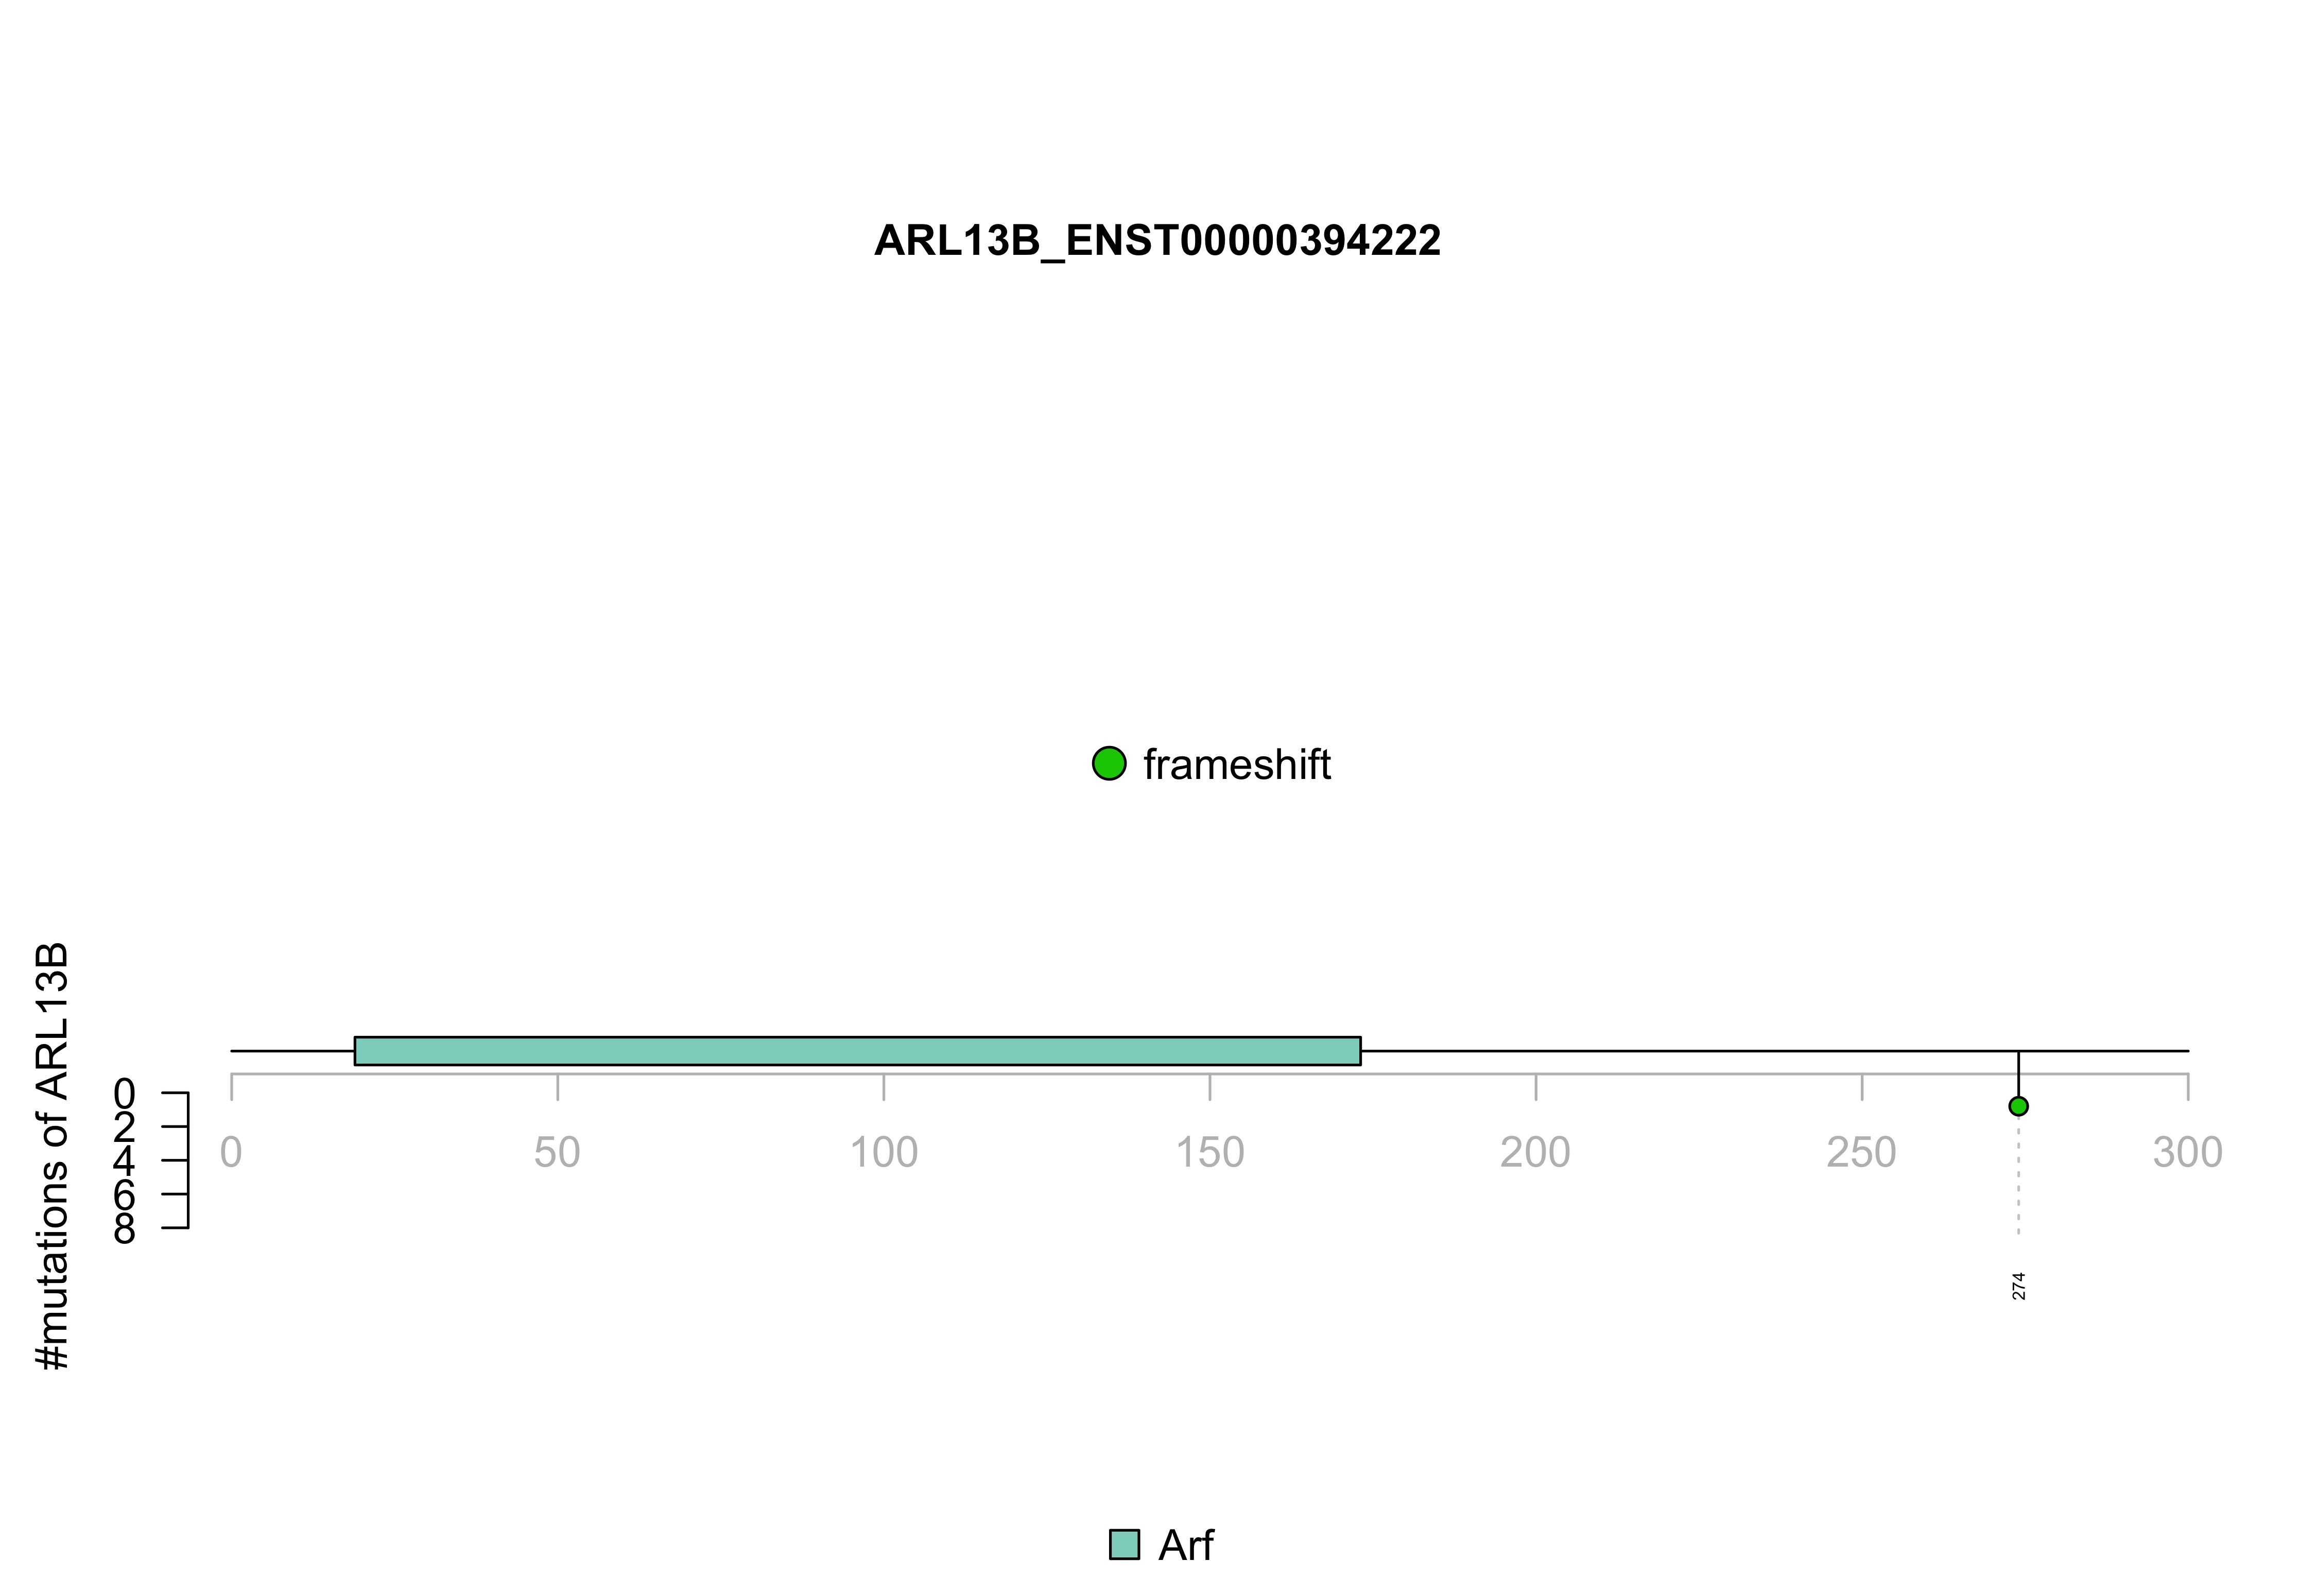 ARL13B_ENST00000394222
frameshift
#mutations of ARL13B
0
2
4
6
8
0 50 100 150 200 250 300
274
Arf